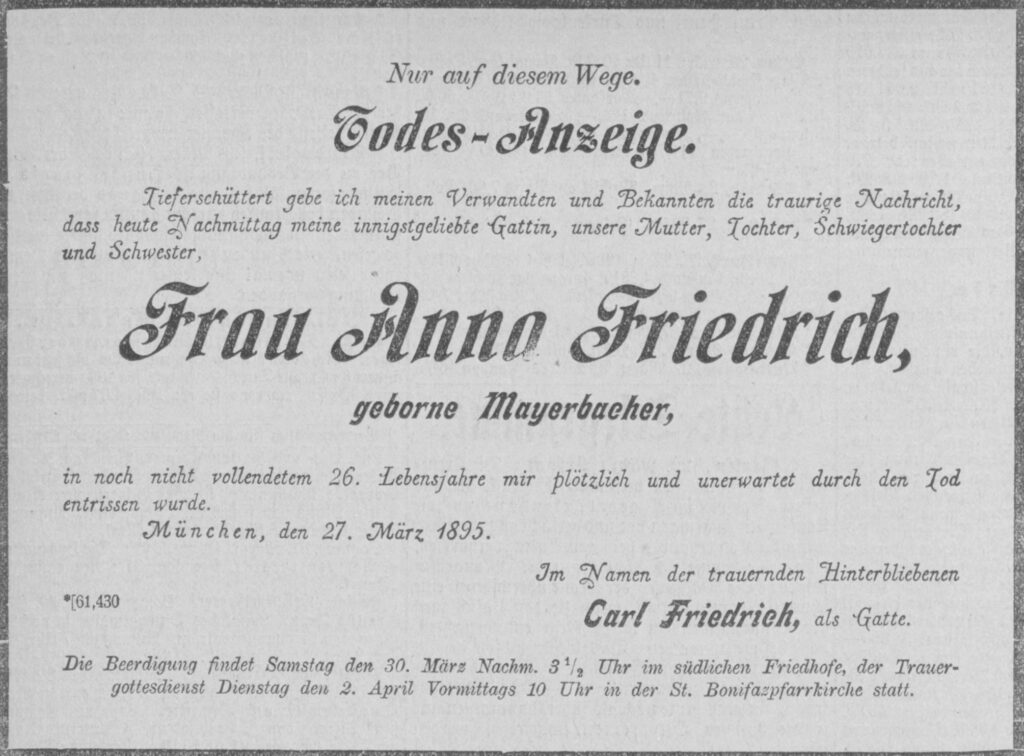 Nur auf diesem Wege.
Todes-Anzeige.
Tieferschüttert gebe ich meinen Verwandten und Bekannten die traurige Nachricht,
dass heute Nachmittag meine innigstgeliebte Gattin, unsere Mutter, Tochter, Schwiegertochter
und Schwester,
Frau Anna Friedrich,
geborne Mayerbacher,
in noch nicht vollendetem 26. Lebensjahre mir plötzlich und unerwartet durch den Tod
entrissen wurde.
München, den 27. März 1895.
Im Namen der trauernden Hinterbliebenen
*[61,430
Carl Friedrich, als Gatte.
Die Beerdigung findet Samstag den 30. März Nachm. 3 1/2 Uhr im südlichen Friedhofe, der Trauer-
gottesdienst Dienstag den 2. April Vormittags 10 Uhr in der St. Bonifazpfarrkirche statt.